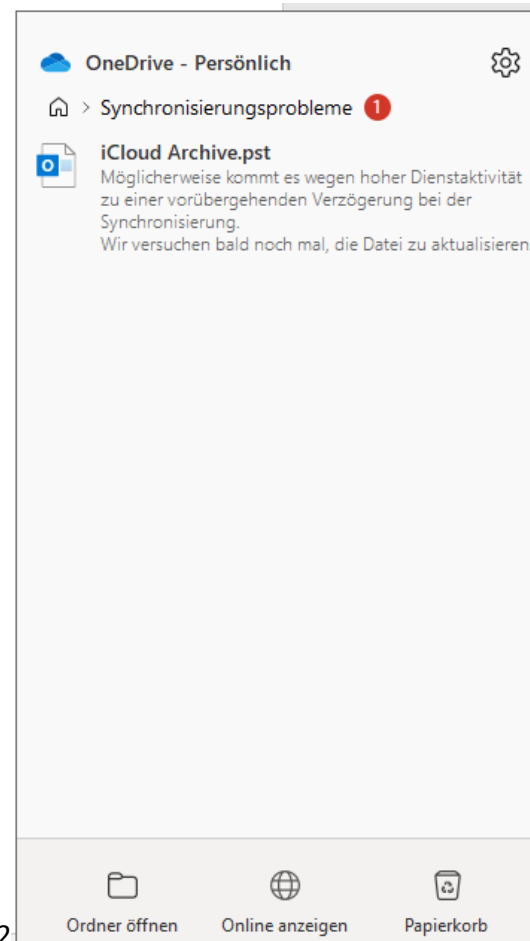 OneDrive - Persönlich
Synchronisierungsprobleme 1
iCloud Archive.pst
Möglicherweise kommt es wegen hoher Dienstaktivität
zu einer vorübergehenden Verzögerung bei der
Synchronisierung.
Wir versuchen bald noch mal, die Datei zu aktualisieren
Ordner öffnen
Online anzeigen
Papierkorb
2